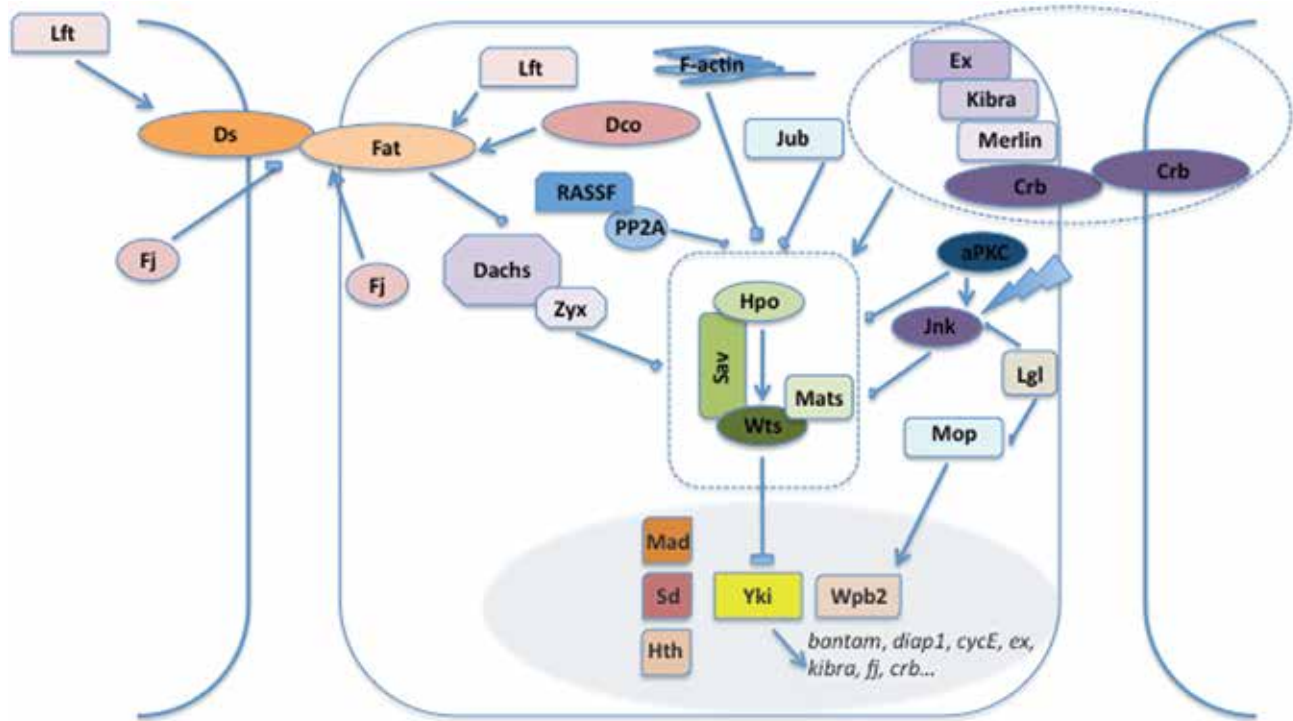 Lft
Lft
F-actin
Ex
Kibra
Merlin
Ds
Fat
Dco
Jub
Crb
Crb
RASSF
PP2A
Fj
Fj
Dachs
Zyx
aPKC
Hpo
Jnk
Sav
Lgl
Mats
Wts
Mop
Mad
Sd
Yki
Wpb2
Hth
bantam, diap1, cycE, ex,
kibra, fj, crb...